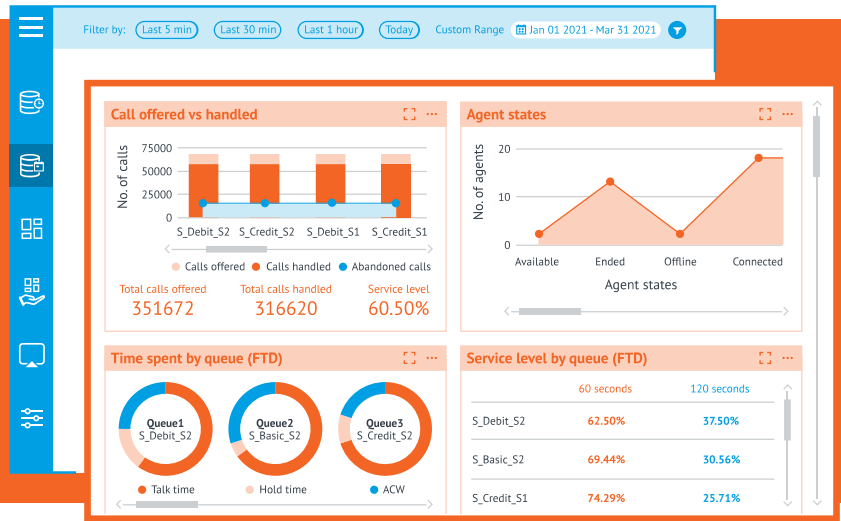 Filter by: Last 5 min Last 30 min Last 1 hour Today Custom Range Jan 01 2021 - Mar 31 2021
Call offered vs handled
No. of calls
75000
50000
25000
0
S_Debit_S2 S_Credit_S2 S_Debit_S1 S_Credit_S1
Calls offered Calls handled Abandoned calls
Total calls offered Total calls handled Service level
351672 316620 60.50%
Agent states
No. of agents
20
10
0
Available Ended Offline Connected
Agent states
Time spent by queue (FTD)
Queue1 Queue2 Queue3
S_Debit_S2 S_Basic_S2 S_Credit_S2
Talk time Hold time ACW
Service level by queue (FTD)
60 seconds 120 seconds
S_Debit_S2 62.50% 37.50%
S_Basic_S2 69.44% 30.56%
S_Credit_S1 74.29% 25.71%